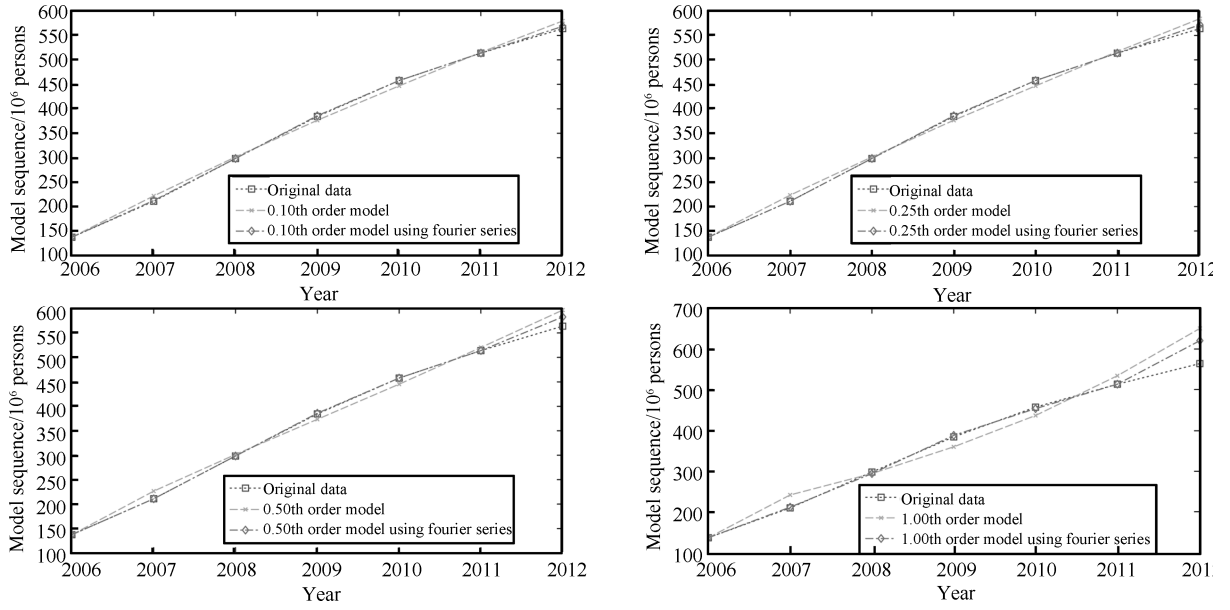 Model sequence/10⁶ persons
600
550
500
450
400
350
300
250
200
150
100
2006 2007 2008 2009 2010 2011 2012
Year
Original data
0.10th order model
0.10th order model using fourier series
Model sequence/10⁶ persons
600
550
500
450
400
350
300
250
200
150
100
2006 2007 2008 2009 2010 2011 2012
Year
Original data
0.25th order model
0.25th order model using fourier series
Model sequence/10⁶ persons
600
550
500
450
400
350
300
250
200
150
100
2006 2007 2008 2009 2010 2011 2012
Year
Original data
0.50th order model
0.50th order model using fourier series
Model sequence/10⁶ persons
700
600
500
400
300
200
100
2006 2007 2008 2009 2010 2011
Year
Original data
1.00th order model
1.00th order model using fourier series